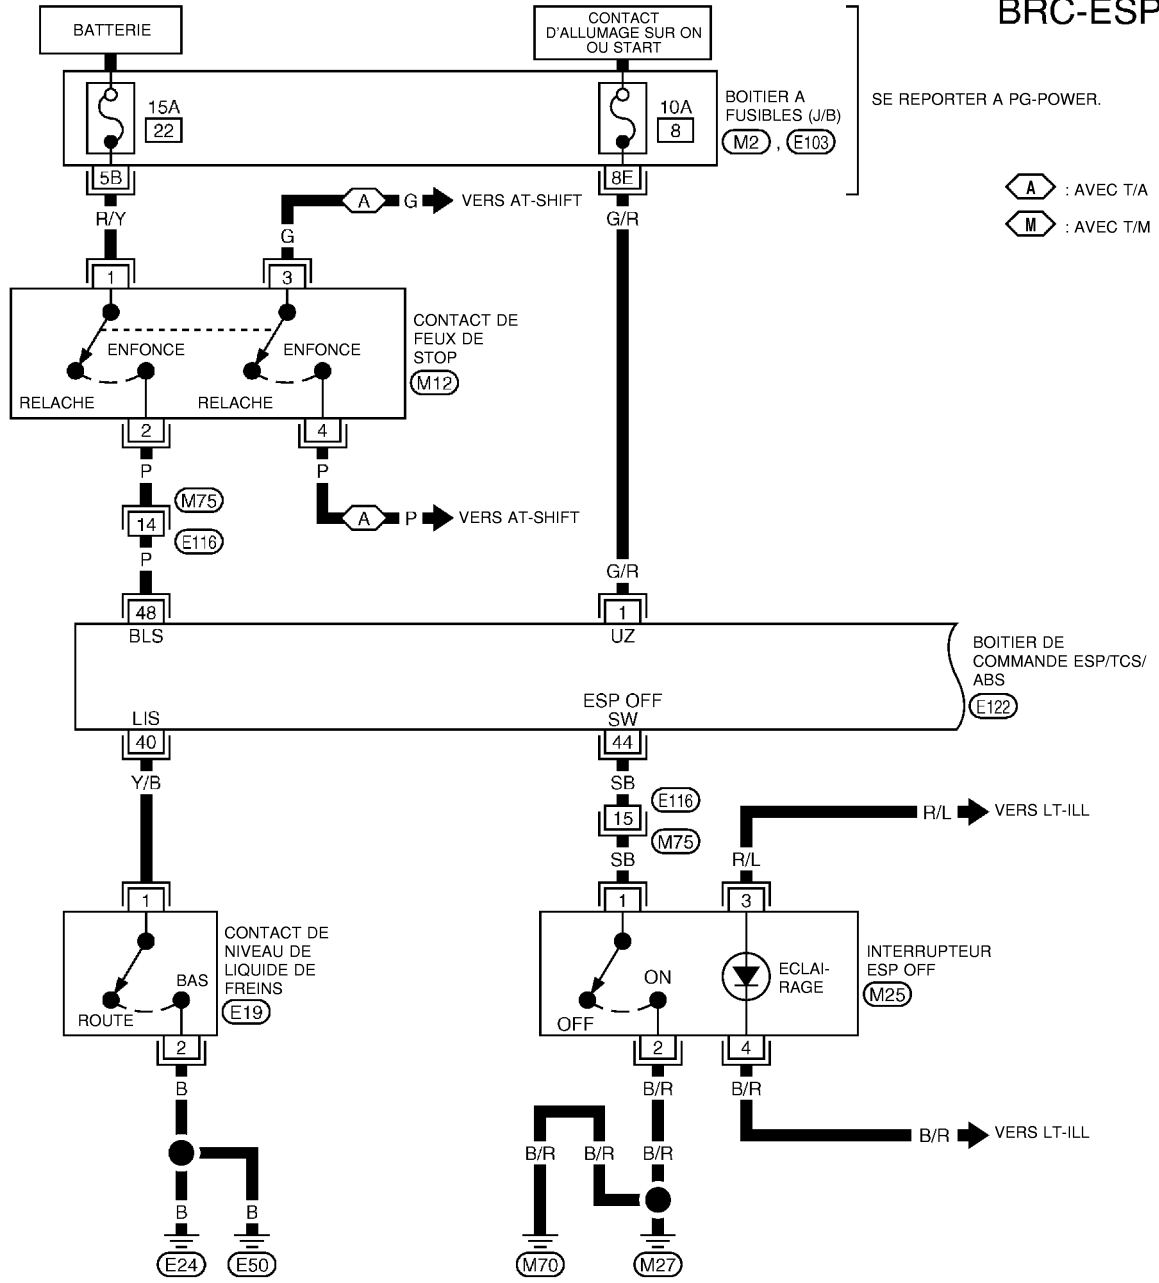 BRC-ESP
BATTERIE
CONTACT
D'ALLUMAGE SUR ON
OU START
15A
22
10A
8
BOITIER A
FUSIBLES (J/B)
M2 , E103
SE REPORTER A PG-POWER.
5B
8E
A : AVEC T/A
M : AVEC T/M
R/Y
A G VERS AT-SHIFT
G
G/R
1
3
CONTACT DE
FEUX DE
STOP
M12
ENFONCE
ENFONCE
RELACHE
RELACHE
2
4
P
P
M75
14
E116
A P VERS AT-SHIFT
P
G/R
48
1
BLS
UZ
BOITIER DE
COMMANDE ESP/TCS/
ABS
E122
LIS
ESP OFF
SW
40
44
Y/B
SB
E116
15
M75
SB
R/L VERS LT-ILL
R/L
1
1
3
CONTACT DE
NIVEAU DE
LIQUIDE DE
FREINS
E19
BAS
ROUTE
INTERRUPTEUR
ESP OFF
M25
ECLAI-
RAGE
ON
OFF
2
2
4
B
B/R
B/R
B/R VERS LT-ILL
B/R
B/R
B/R
B
B
E24
E50
M70
M27